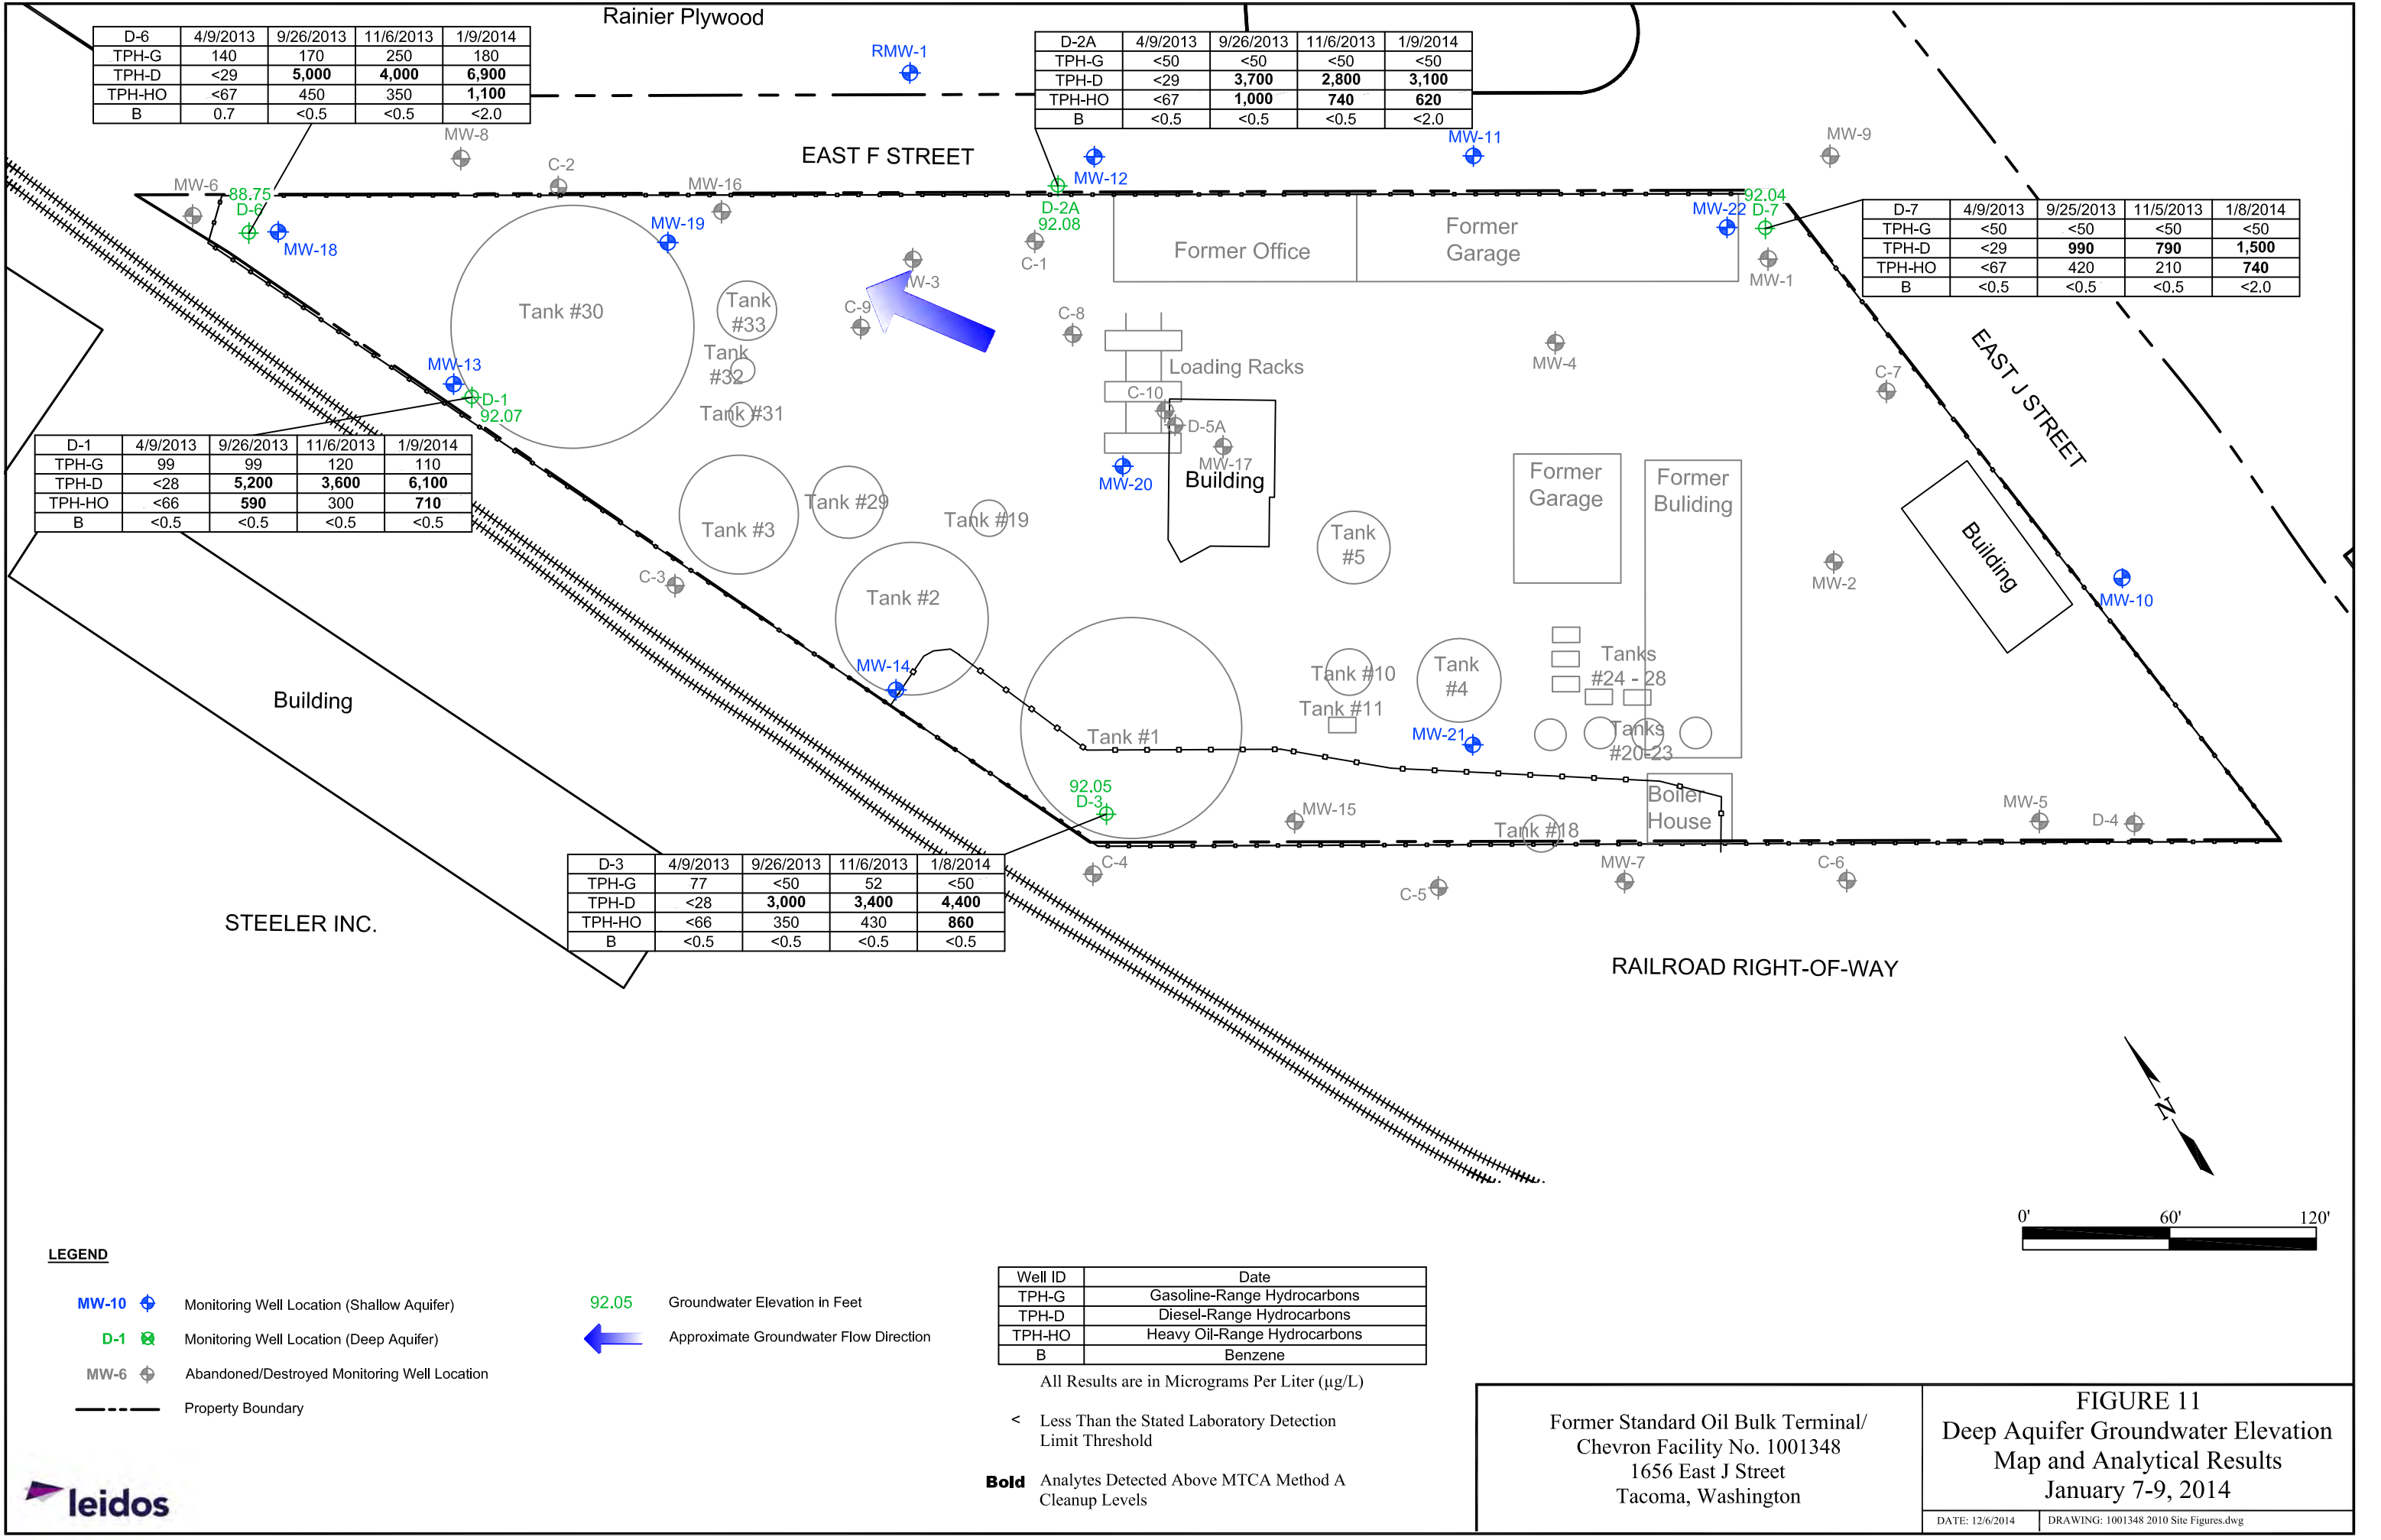 Rainier Plywood
D-6 4/9/2013 9/26/2013 11/6/2013 1/9/2014
TPH-G 140 170 250 180
TPH-D <29 5,000 4,000 6,900
TPH-HO <67 450 350 1,100
B 0.7 <0.5 <0.5 <2.0
RMW-1
D-2A 4/9/2013 9/26/2013 11/6/2013 1/9/2014
TPH-G <50 <50 <50 <50
TPH-D <29 3,700 2,800 3,100
TPH-HO <67 1,000 740 620
B <0.5 <0.5 <0.5 <2.0
MW-8
C-2
EAST F STREET
MW-11
MW-9
MW-12
MW-6
88.75
D-6
MW-18
MW-16
MW-19
D-2A
92.08
C-1
Former Office
Former
Garage
MW-22
92.04
D-7
MW-1
D-7 4/9/2013 9/25/2013 11/5/2013 1/8/2014
TPH-G <50 <50 <50 <50
TPH-D <29 990 790 1,500
TPH-HO <67 420 210 740
B <0.5 <0.5 <0.5 <2.0
W-3
Tank #30
Tank
#33
C-9
C-8
Tank
#32
Tank #31
Loading Racks
MW-4
C-7
EAST J STREET
MW-13
D-1
92.07
C-10
D-5A
MW-17
Building
MW-20
D-1 4/9/2013 9/26/2013 11/6/2013 1/9/2014
TPH-G 99 99 120 110
TPH-D <28 5,200 3,600 6,100
TPH-HO <66 590 300 710
B <0.5 <0.5 <0.5 <0.5
Former
Garage
Former
Buliding
Tank #3
Tank #29
Tank #19
Tank
#5
Building
C-3
Tank #2
MW-2
MW-10
MW-14
Building
Tank #10
Tank
#4
Tanks
#24 - 28
Tank #11
MW-21
Tanks
#20-23
Tank #1
92.05
D-3
MW-15
Tank #18
Boiler
House
MW-5
D-4
D-3 4/9/2013 9/26/2013 11/6/2013 1/8/2014
TPH-G 77 <50 52 <50
TPH-D <28 3,000 3,400 4,400
TPH-HO <66 350 430 860
B <0.5 <0.5 <0.5 <0.5
C-4
C-5
MW-7
C-6
STEELER INC.
RAILROAD RIGHT-OF-WAY
N
0' 60' 120'
LEGEND
MW-10 Monitoring Well Location (Shallow Aquifer)
D-1 Monitoring Well Location (Deep Aquifer)
MW-6 Abandoned/Destroyed Monitoring Well Location
Property Boundary
92.05 Groundwater Elevation in Feet
Approximate Groundwater Flow Direction
Well ID Date
TPH-G Gasoline-Range Hydrocarbons
TPH-D Diesel-Range Hydrocarbons
TPH-HO Heavy Oil-Range Hydrocarbons
B Benzene
All Results are in Micrograms Per Liter (µg/L)
< Less Than the Stated Laboratory Detection
Limit Threshold
Bold Analytes Detected Above MTCA Method A
Cleanup Levels
leidos
Former Standard Oil Bulk Terminal/
Chevron Facility No. 1001348
1656 East J Street
Tacoma, Washington
FIGURE 11
Deep Aquifer Groundwater Elevation
Map and Analytical Results
January 7-9, 2014
DATE: 12/6/2014 DRAWING: 1001348 2010 Site Figures.dwg